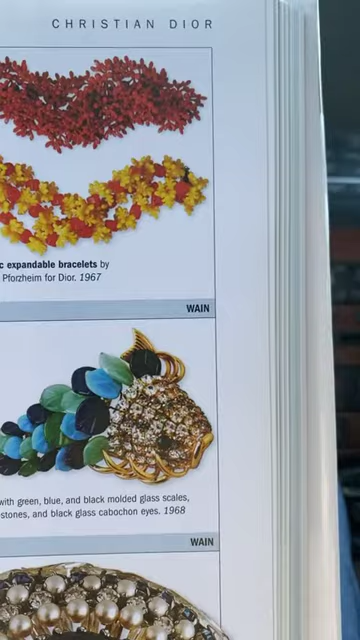 CHRISTIAN DIOR
c expandable bracelets by
Pforzheim for Dior. 1967
WAIN
with green, blue, and black molded glass scales,
stones, and black glass cabochon eyes. 1968
WAIN